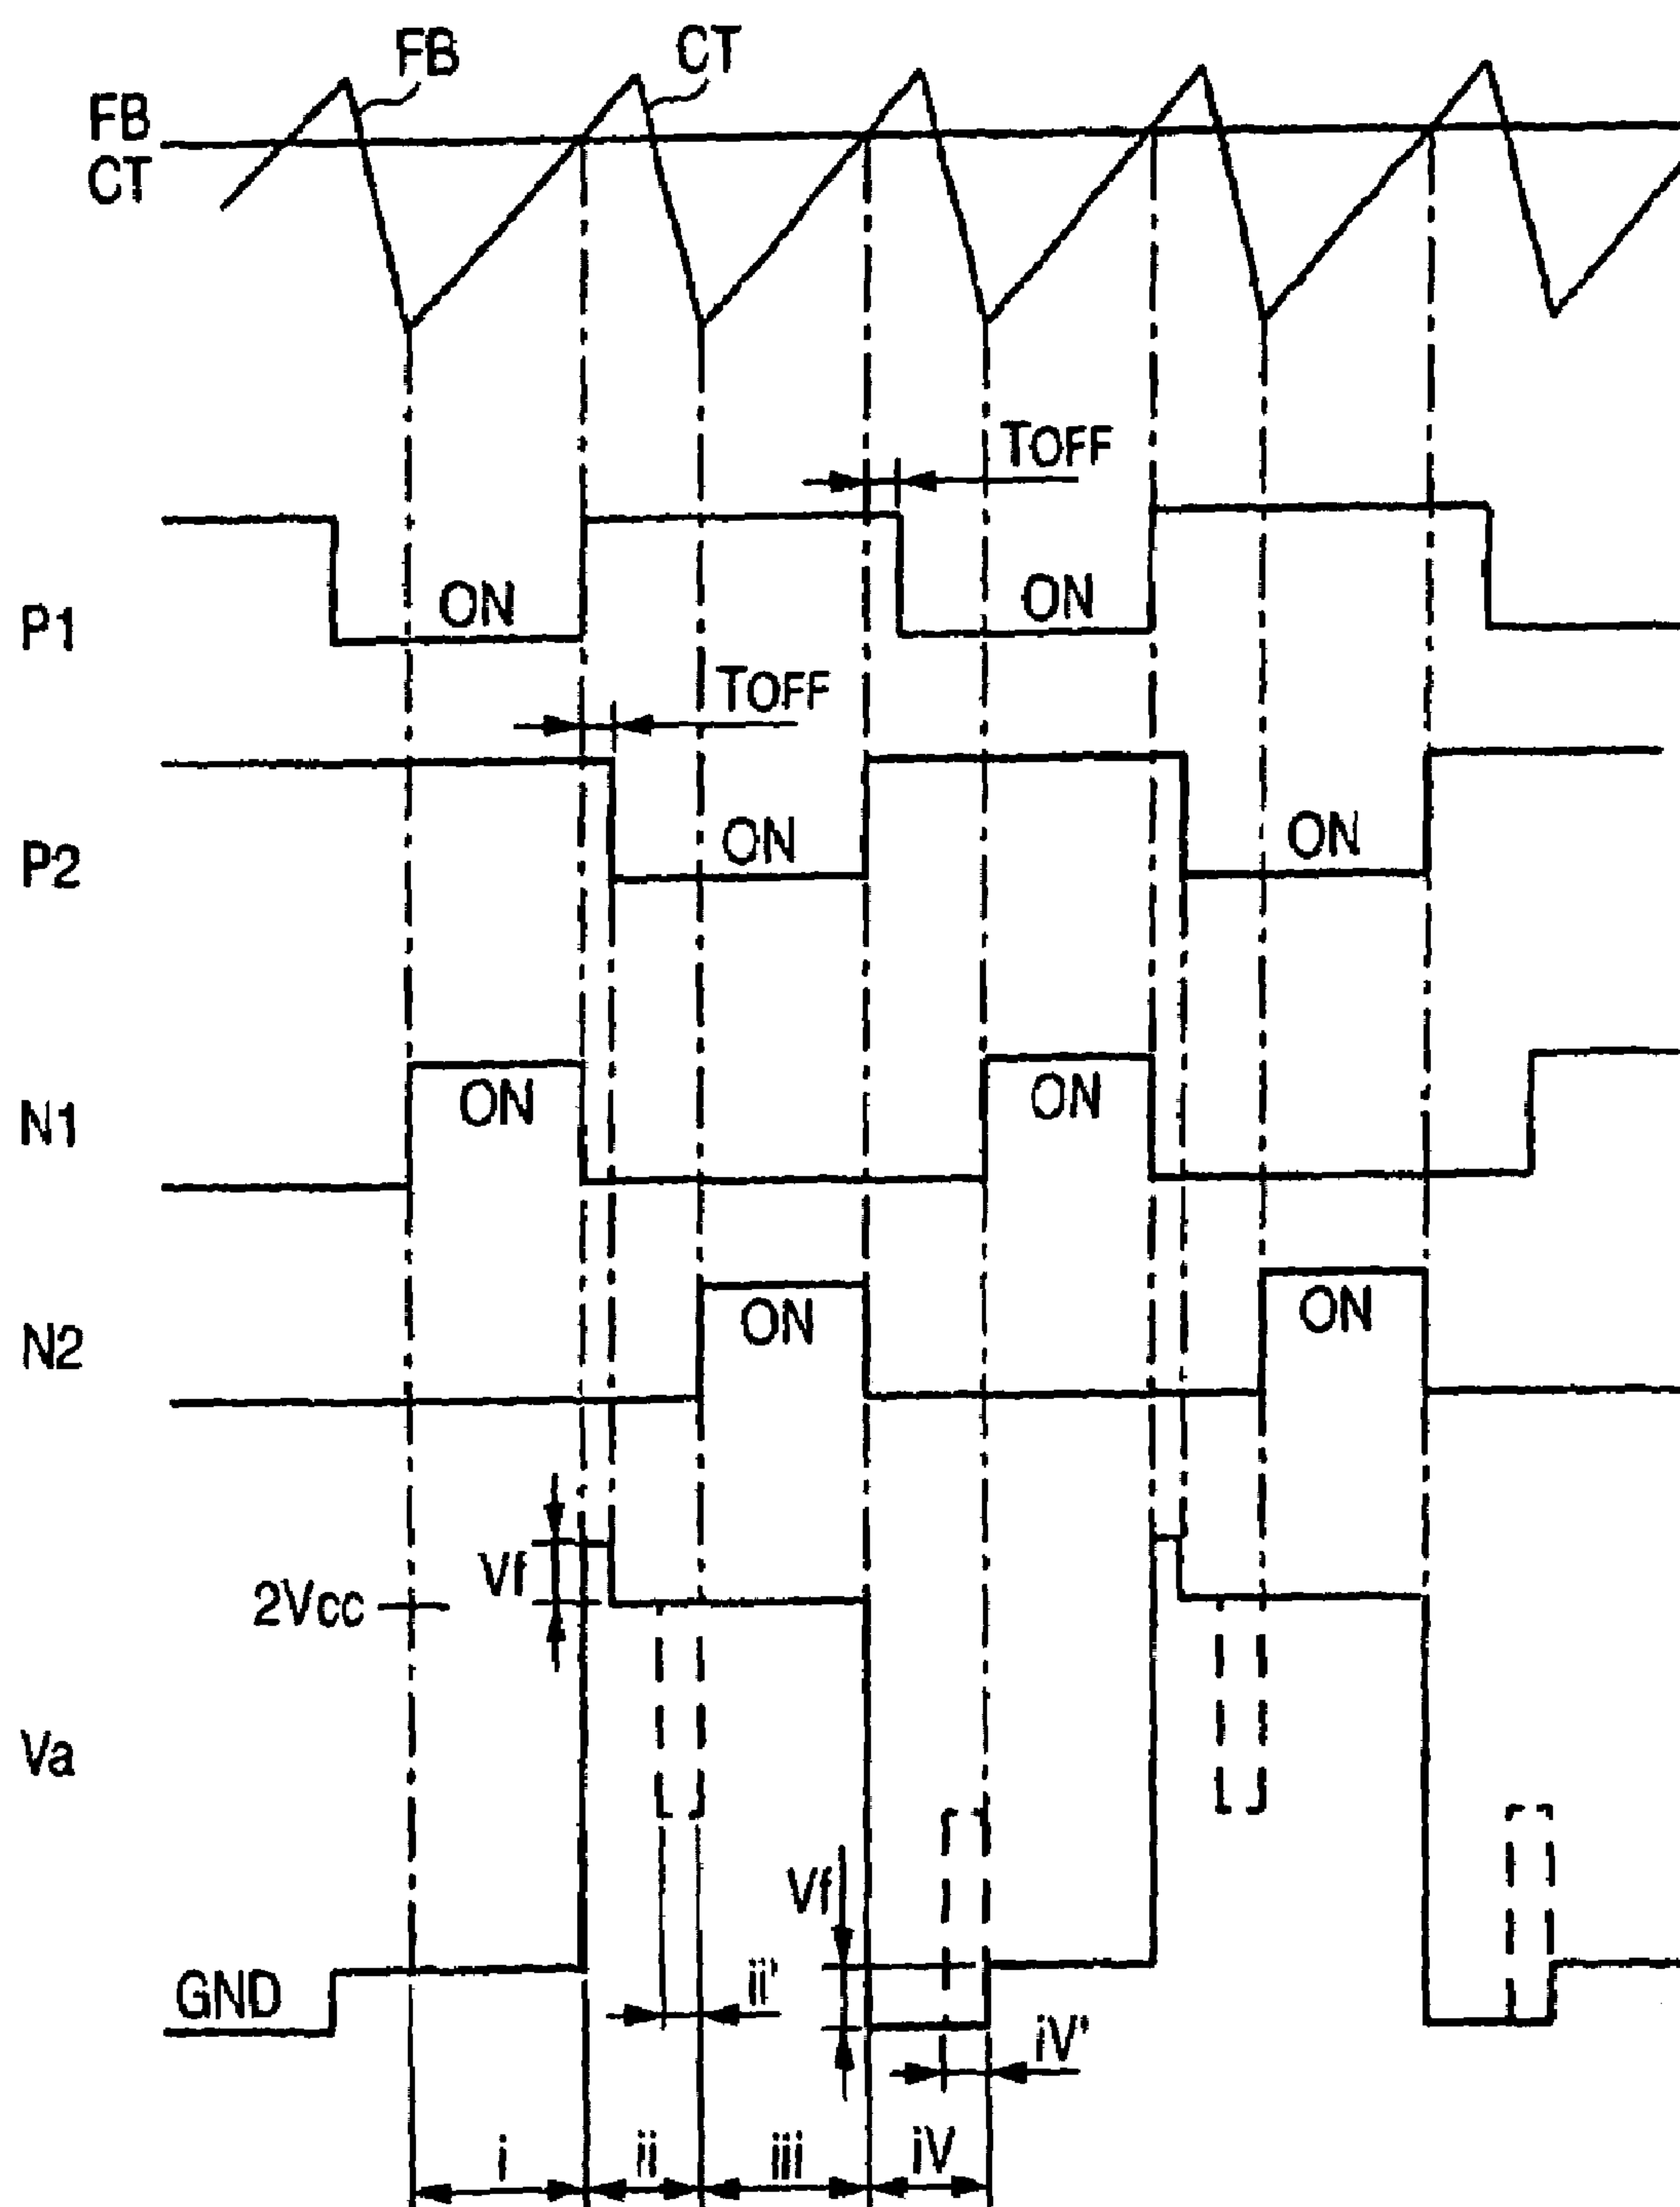 FB
CT
FB
CT
TOFF
P1
ON
ON
TOFF
P2
ON
ON
N1
ON
ON
N2
ON
ON
Vf
2Vcc
Va
Vf
GND
ii'
iV'
i
ii
iii
iV